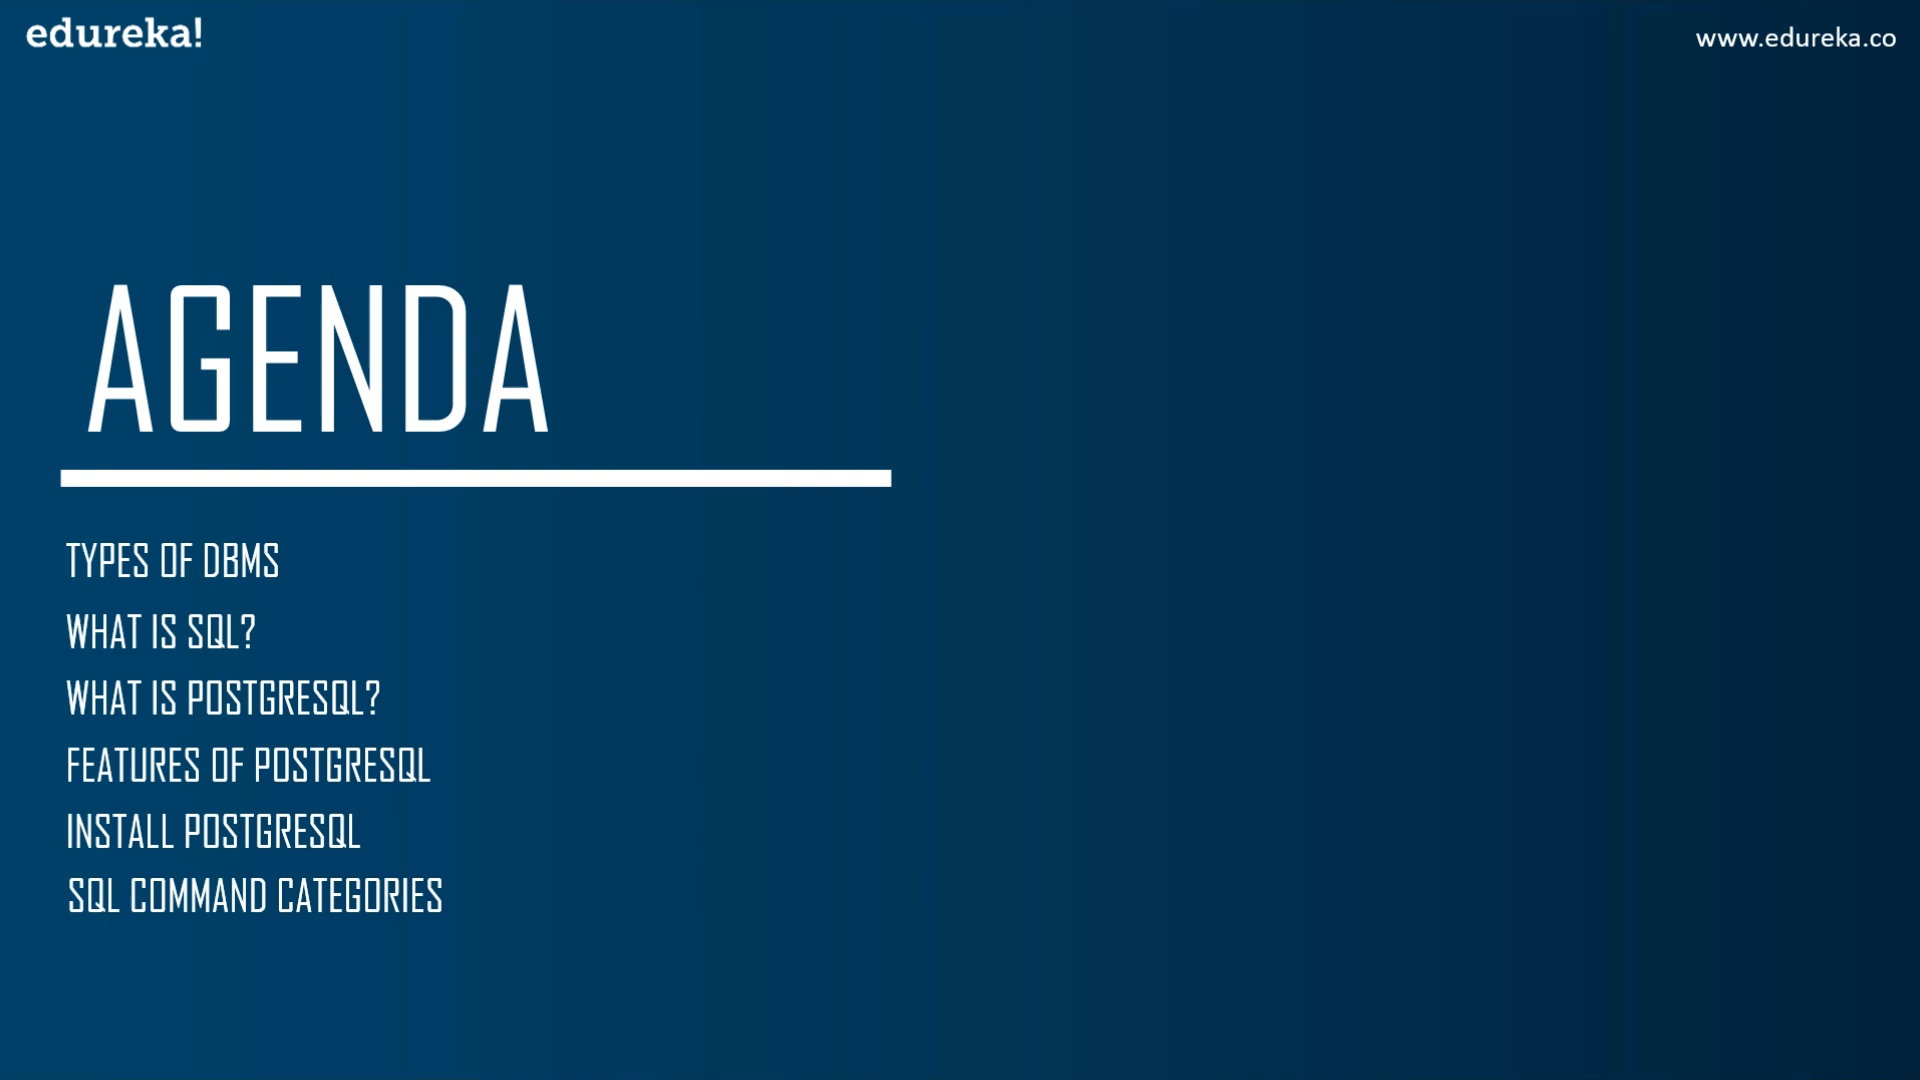 edureka!
www.edureka.co
AGENDA
TYPES OF DBMS
WHAT IS SQL?
WHAT IS POSTGRESQL?
FEATURES OF POSTGRESQL
INSTALL POSTGRESQL
SQL COMMAND CATEGORIES